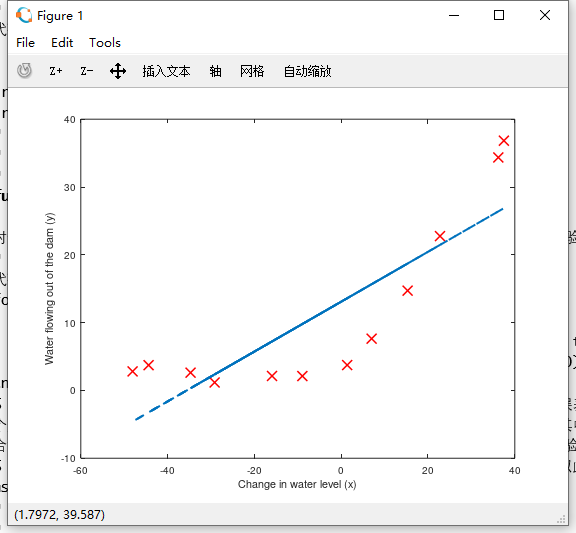 Figure 1
File Edit Tools
Z+ Z- 插入文本 轴 网格 自动缩放
40
30
20
10
0
-10
Water flowing out of the dam (y)
-60 -40 -20 0 20 40
Change in water level (x)
(1.7972, 39.587)